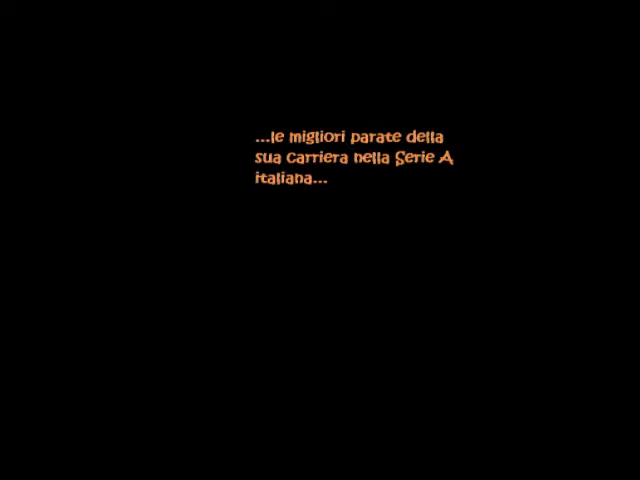 ...le migliori parate della
sua carriera nella Serie A
italiana...